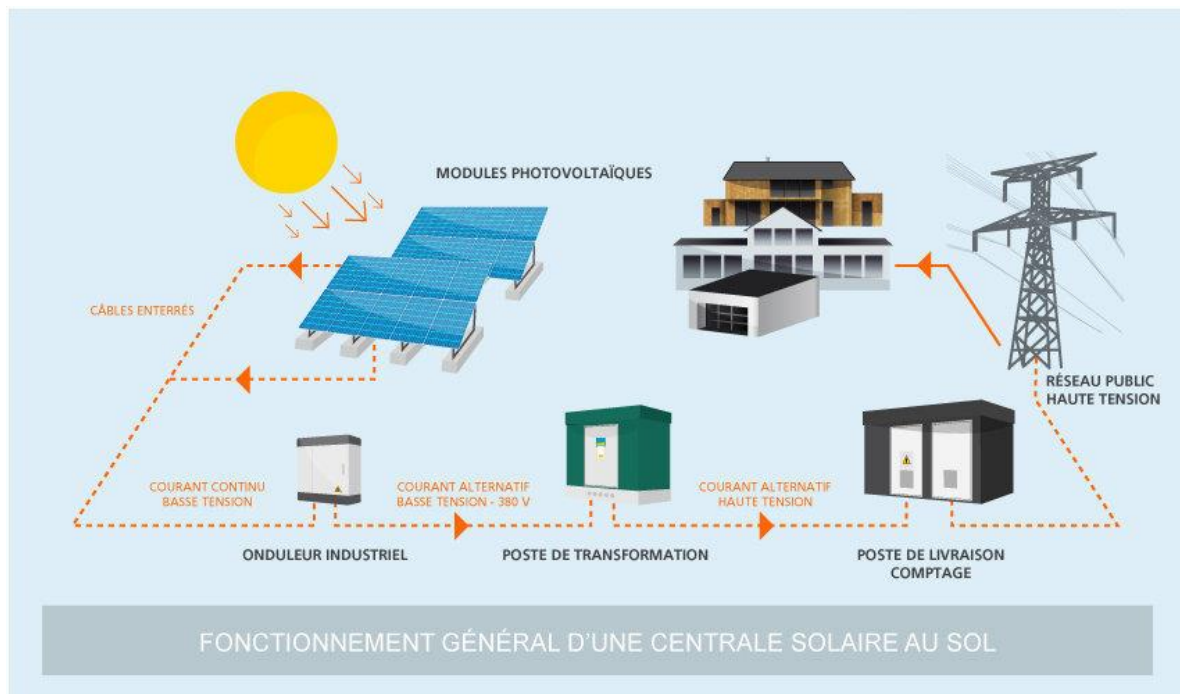 MODULES PHOTOVOLTAÏQUES
CÂBLES ENTERRÉS
RÉSEAU PUBLIC
HAUTE TENSION
COURANT CONTINU
BASSE TENSION
COURANT ALTERNATIF
BASSE TENSION - 380 V
COURANT ALTERNATIF
HAUTE TENSION
ONDULEUR INDUSTRIEL
POSTE DE TRANSFORMATION
POSTE DE LIVRAISON
COMPTAGE
FONCTIONNEMENT GÉNÉRAL D'UNE CENTRALE SOLAIRE AU SOL